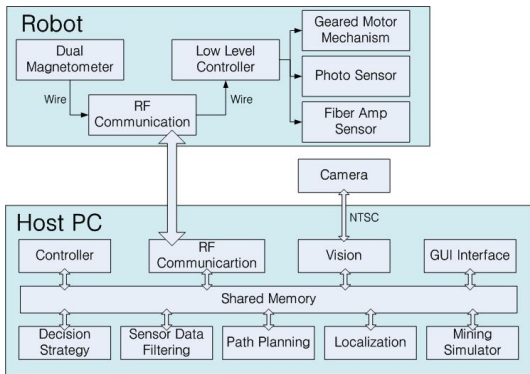 Robot
Dual
Magnetometer
Low Level
Controller
Geared Motor
Mechanism
Photo Sensor
Fiber Amp
Sensor
Wire
RF
Communication
Wire
Camera
NTSC
Host PC
Controller
RF
Communicartion
Vision
GUI Interface
Shared Memory
Decision
Strategy
Sensor Data
Filtering
Path Planning
Localization
Mining
Simulator